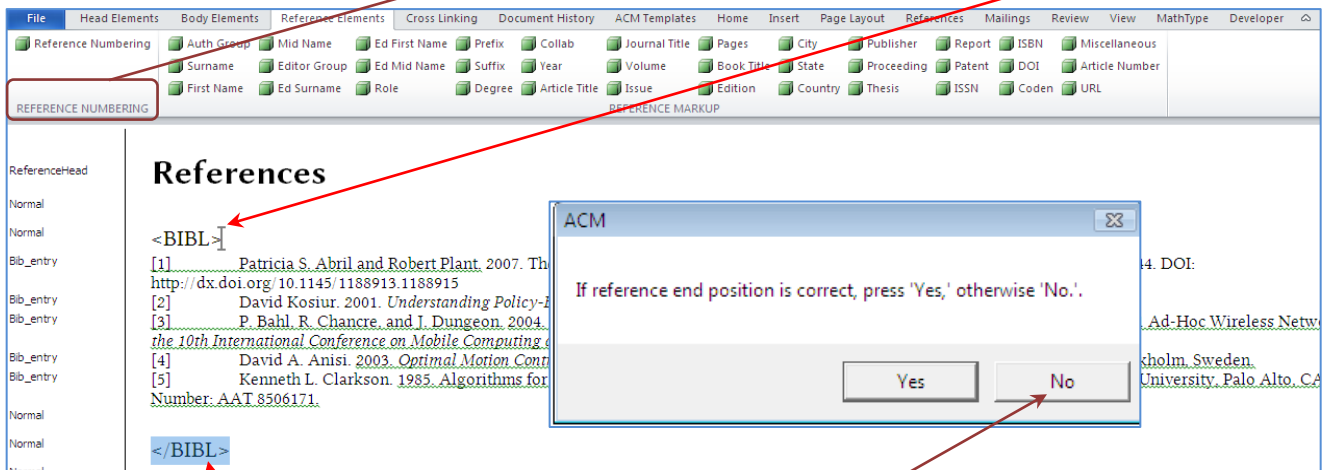 File Head Elements Body Elements Reference Elements Cross Linking Document History ACM Templates Home Insert Page Layout References Mailings Review View MathType Developer
Reference Numbering Auth Group Mid Name Ed First Name Prefix Collab Journal Title Pages City Publisher Report ISBN Miscellaneous
Surname Editor Group Ed Mid Name Suffix Year Volume Book Title State Proceeding Patent DOI Article Number
First Name Ed Surname Role Degree Article Title Issue Edition Country Thesis ISSN Coden URL
REFERENCE NUMBERING REFERENCE MARKUP
ReferenceHead References
Normal
Normal <BIBL>
Bib_entry [1] Patricia S. Abril and Robert Plant. 2007. Th 4. DOI:
http://dx.doi.org/10.1145/1188913.1188915
Bib_entry [2] David Kosiur. 2001. Understanding Policy-
Bib_entry [3] P. Bahl, R. Chancre, and J. Dungeon. 2004. Ad-Hoc Wireless Netw
the 10th International Conference on Mobile Computing
Bib_entry [4] David A. Anisi. 2003. Optimal Motion Cont kholm, Sweden.
Bib_entry [5] Kenneth L. Clarkson. 1985. Algorithms for University, Palo Alto, CA
Number: AAT 8506171.
Normal
Normal </BIBL>
ACM
If reference end position is correct, press 'Yes,' otherwise 'No.'.
Yes No